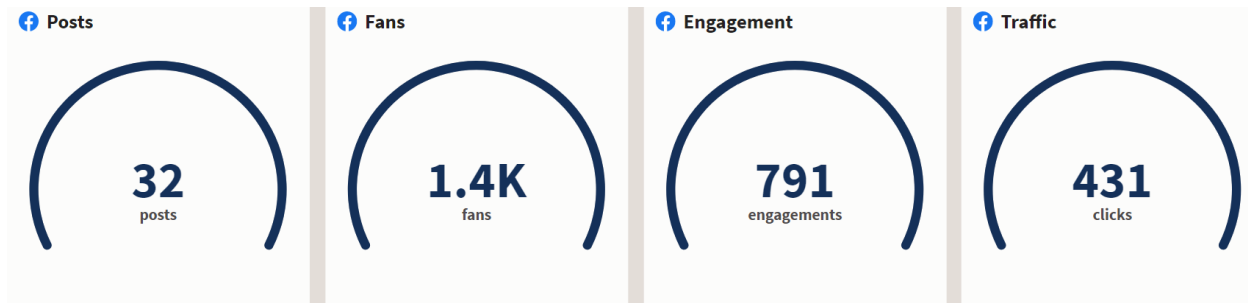 Posts
32
posts
Fans
1.4K
fans
Engagement
791
engagements
Traffic
431
clicks